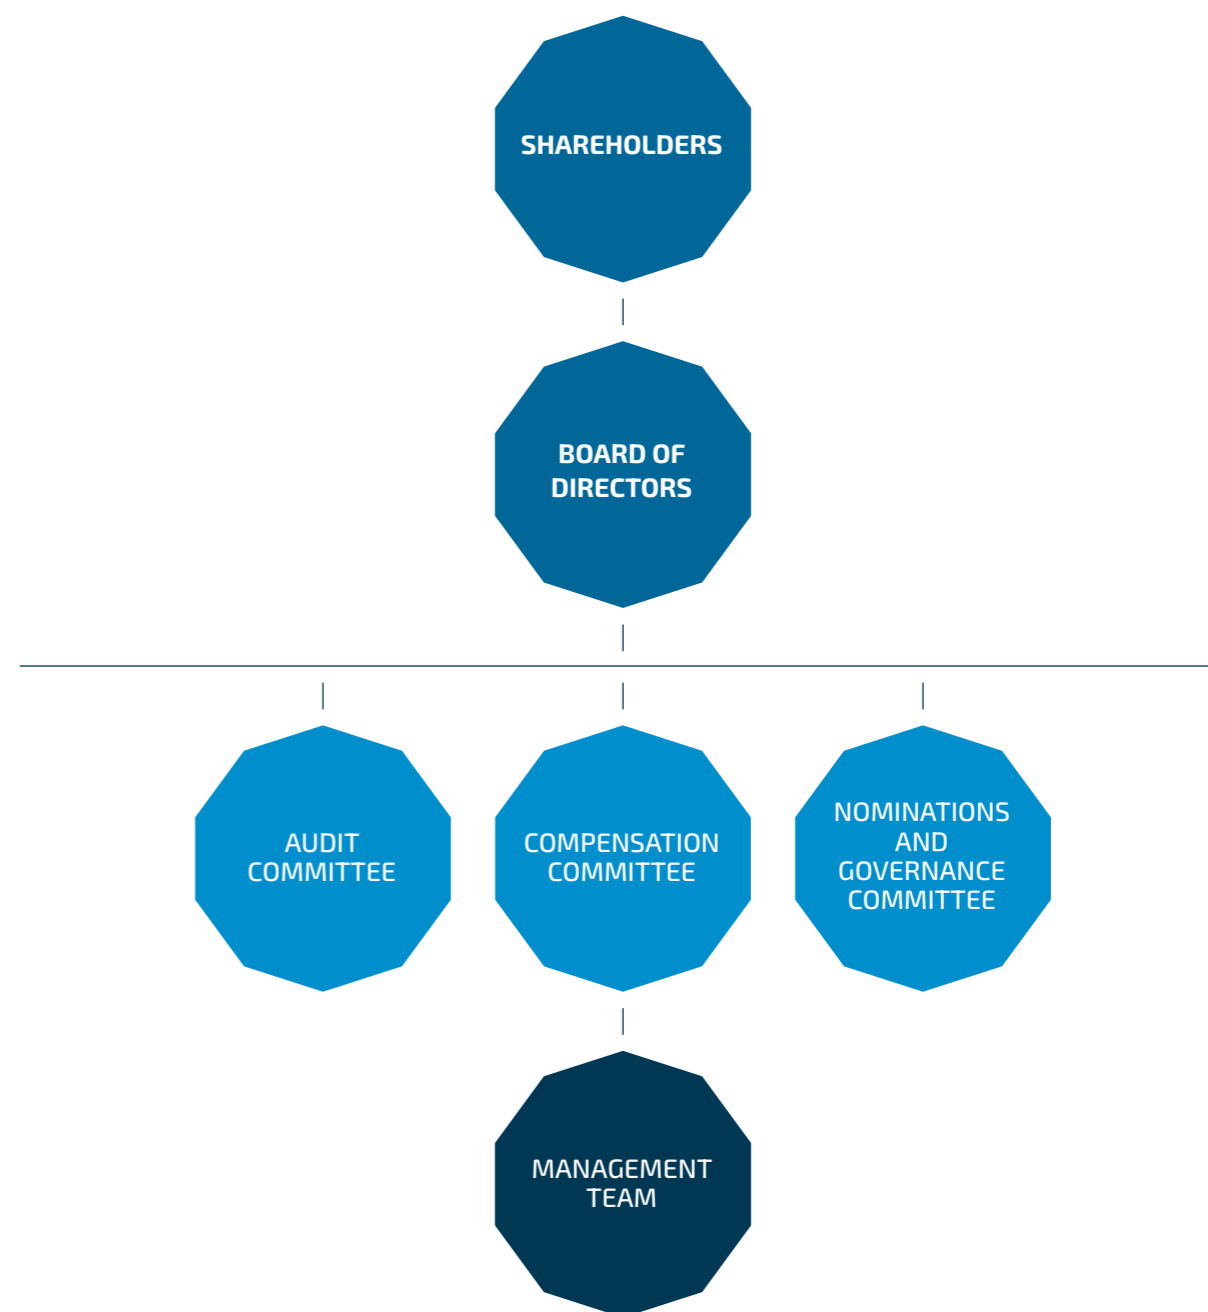 SHAREHOLDERS
BOARD OF
DIRECTORS
AUDIT
COMMITTEE
COMPENSATION
COMMITTEE
NOMINATIONS
AND
GOVERNANCE
COMMITTEE
MANAGEMENT
TEAM